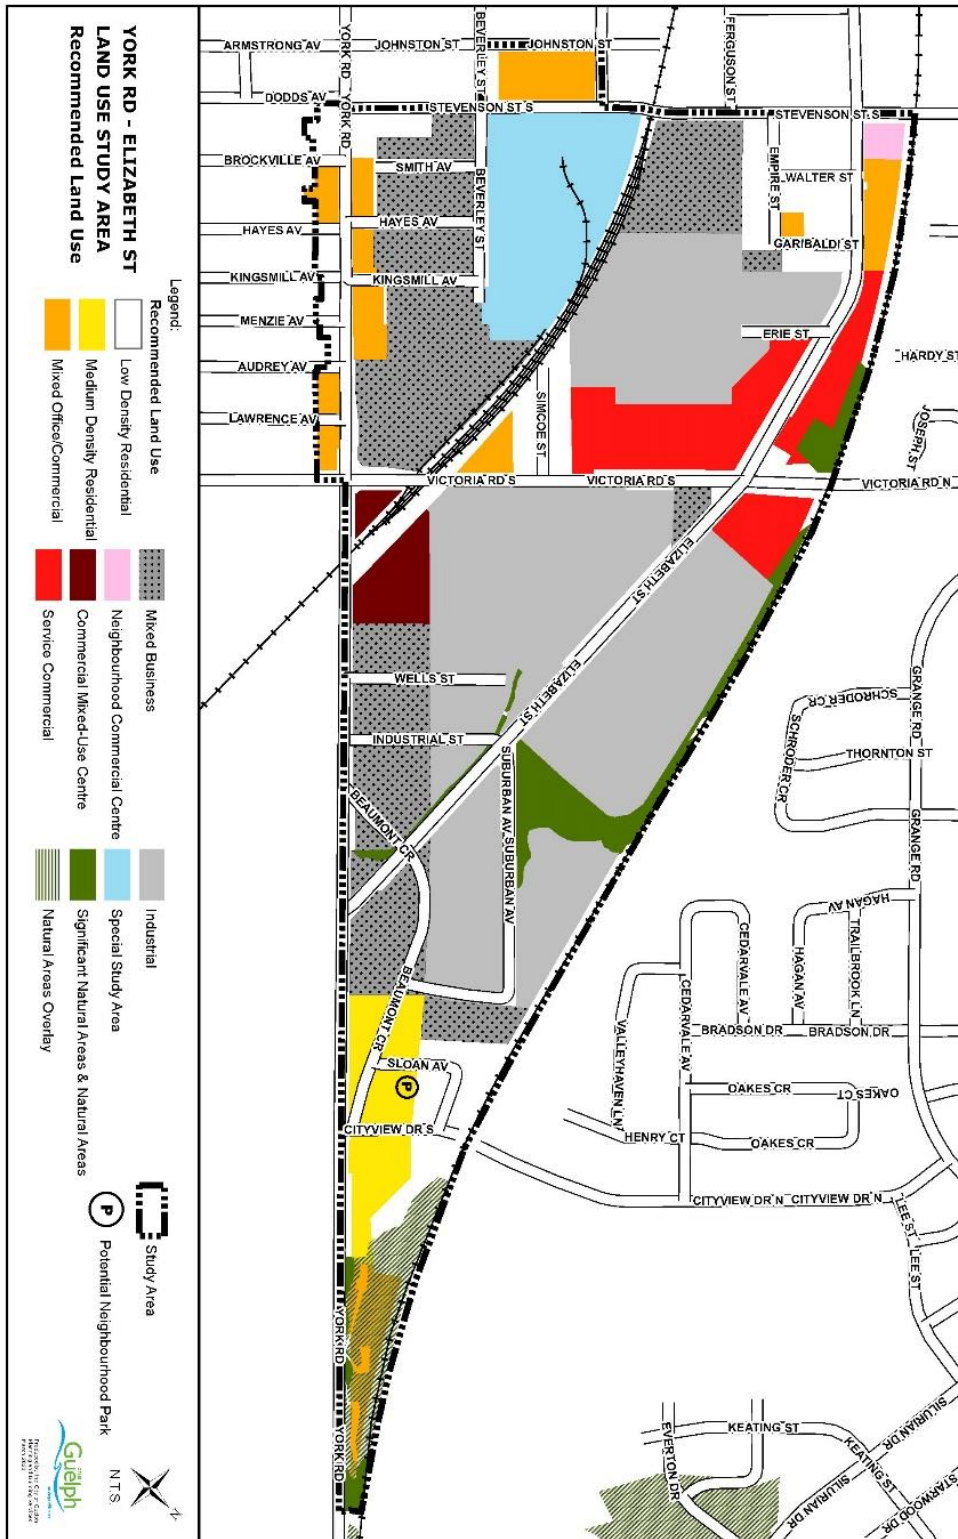 YORK RD - ELIZABETH ST
LAND USE STUDY AREA
Recommended Land Use
Legend:
Recommended Land Use
Low Density Residential
Medium Density Residential
Mixed Office/Commercial
Mixed Business
Neighbourhood Commercial Centre
Commercial Mixed-Use Centre
Service Commercial
Industrial
Special Study Area
Significant Natural Areas & Natural Areas
Natural Areas Overlay
Study Area
P
Potential Neighbourhood Park
N.T.S.
N
Guelph
ARMSTRONG AV
JOHNSTON ST
JOHNSTON ST
YORK RD
BEVERLEY ST
FERGUSON ST
DODDS AV
YORK RD
STEVENSON ST S
STEVENSON ST S
BROCKVILLE AV
SMITH AV
BEVERLEY ST
EMPIRE ST
WALTER ST
HAYES AV
HAYES AV
GARIBALDI ST
KINGSMILL AV
KINGSMILL AV
MENZIE AV
ERIE ST
AUDREY AV
HARDY ST
LAWRENCE AV
SIMCOE ST
JOSEPH ST
VICTORIA RD S
VICTORIA RD S
VICTORIA RD N
ELIZABETH ST
ELIZABETH ST
ELIZABETH ST
WELLS ST
INDUSTRIAL ST
SUBURBAN AV
SUBURBAN AV
BEAUMONT CR
BEAUMONT CR
SLOAN AV
P
CITYVIEW DR S
YORK RD
YORK RD
GRANGE RD
SCHRODER CR
SCHRODER CR
THORNTON ST
GRANGE RD
HAGAN AV
TRAILBROOK LN
HAGAN AV
CEDARVALE AV
CEDARVALE AV
BRADSON DR
BRADSON DR
VALLEYHAVEN LN
OAKES CR
OAKES CT
HENRY CT
OAKES CR
CITYVIEW DR N
CITYVIEW DR N
LEE ST
LEE ST
SILURIAN DR
KEATING ST
KEATING ST
EVERTON DR
SILURIAN DR
STARWOOD DR